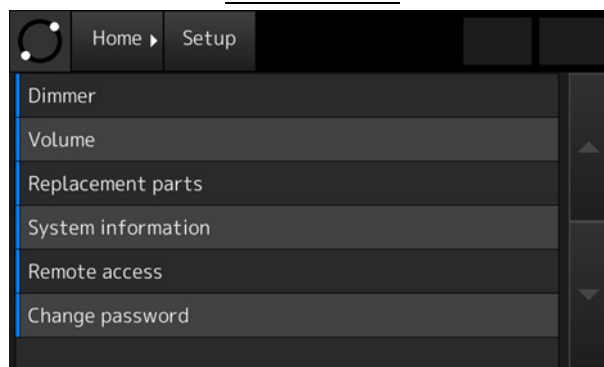 Home Setup
Dimmer
Volume
Replacement parts
System information
Remote access
Change password